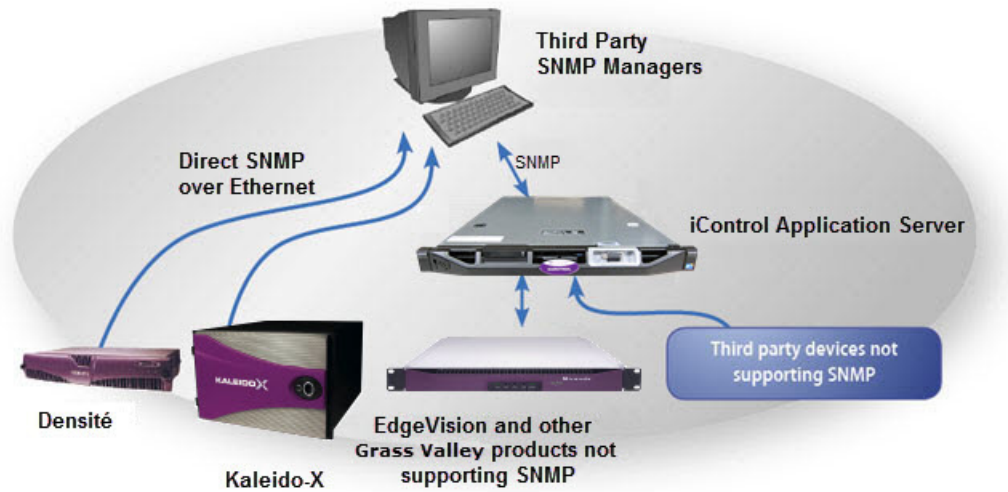 Third Party
SNMP Managers
Direct SNMP
over Ethernet
SNMP
iControl Application Server
Third party devices not
supporting SNMP
KALEIDOX
Densité
EdgeVision and other
Grass Valley products not
supporting SNMP
Kaleido-X